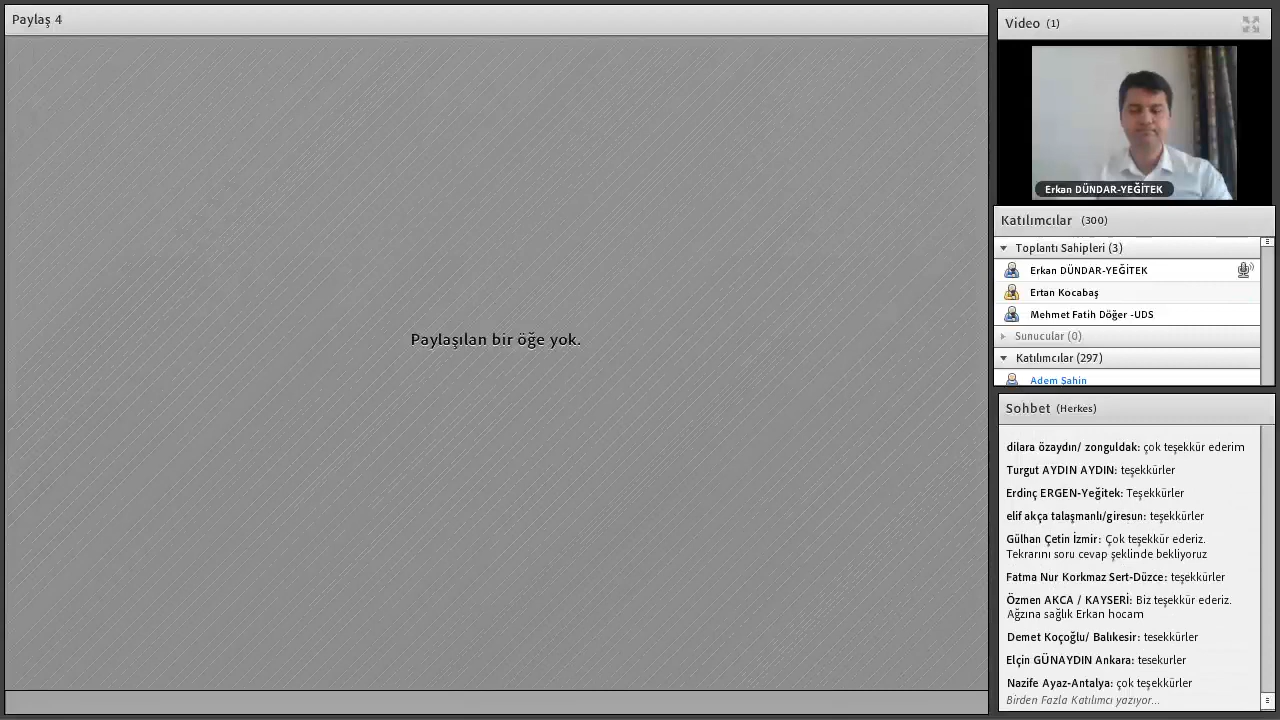 Paylaş 4
Paylaşılan bir öğe yok.
Video (1)
Erkan DÜNDAR-YEĞİTEK
Katılımcılar (300)
Toplantı Sahipleri (3)
Erkan DÜNDAR-YEĞİTEK
Ertan Kocabaş
Mehmet Fatih Döğer -UDS
Sunucular (0)
Katılımcılar (297)
Adem Şahin
Sohbet (Herkes)
dilara özaydın/ zonguldak: çok teşekkür ederim
Turgut AYDIN AYDIN: teşekkürler
Erdinç ERGEN-Yeğitek: Teşekkürler
elif akça talaşmanlı/giresun: teşekkürler
Gülhan Çetin İzmir: Çok teşekkür ederiz.
Tekrarını soru cevap şeklinde bekliyoruz
Fatma Nur Korkmaz Sert-Düzce: teşekkürler
Özmen AKCA / KAYSERİ: Biz teşekkür ederiz.
Ağzına sağlık Erkan hocam
Demet Koçoğlu/ Balıkesir: tesekkürler
Elçin GÜNAYDIN Ankara: tesekurler
Nazife Ayaz-Antalya: çok teşekkürler
Birden Fazla Katılımcı yazıyor...